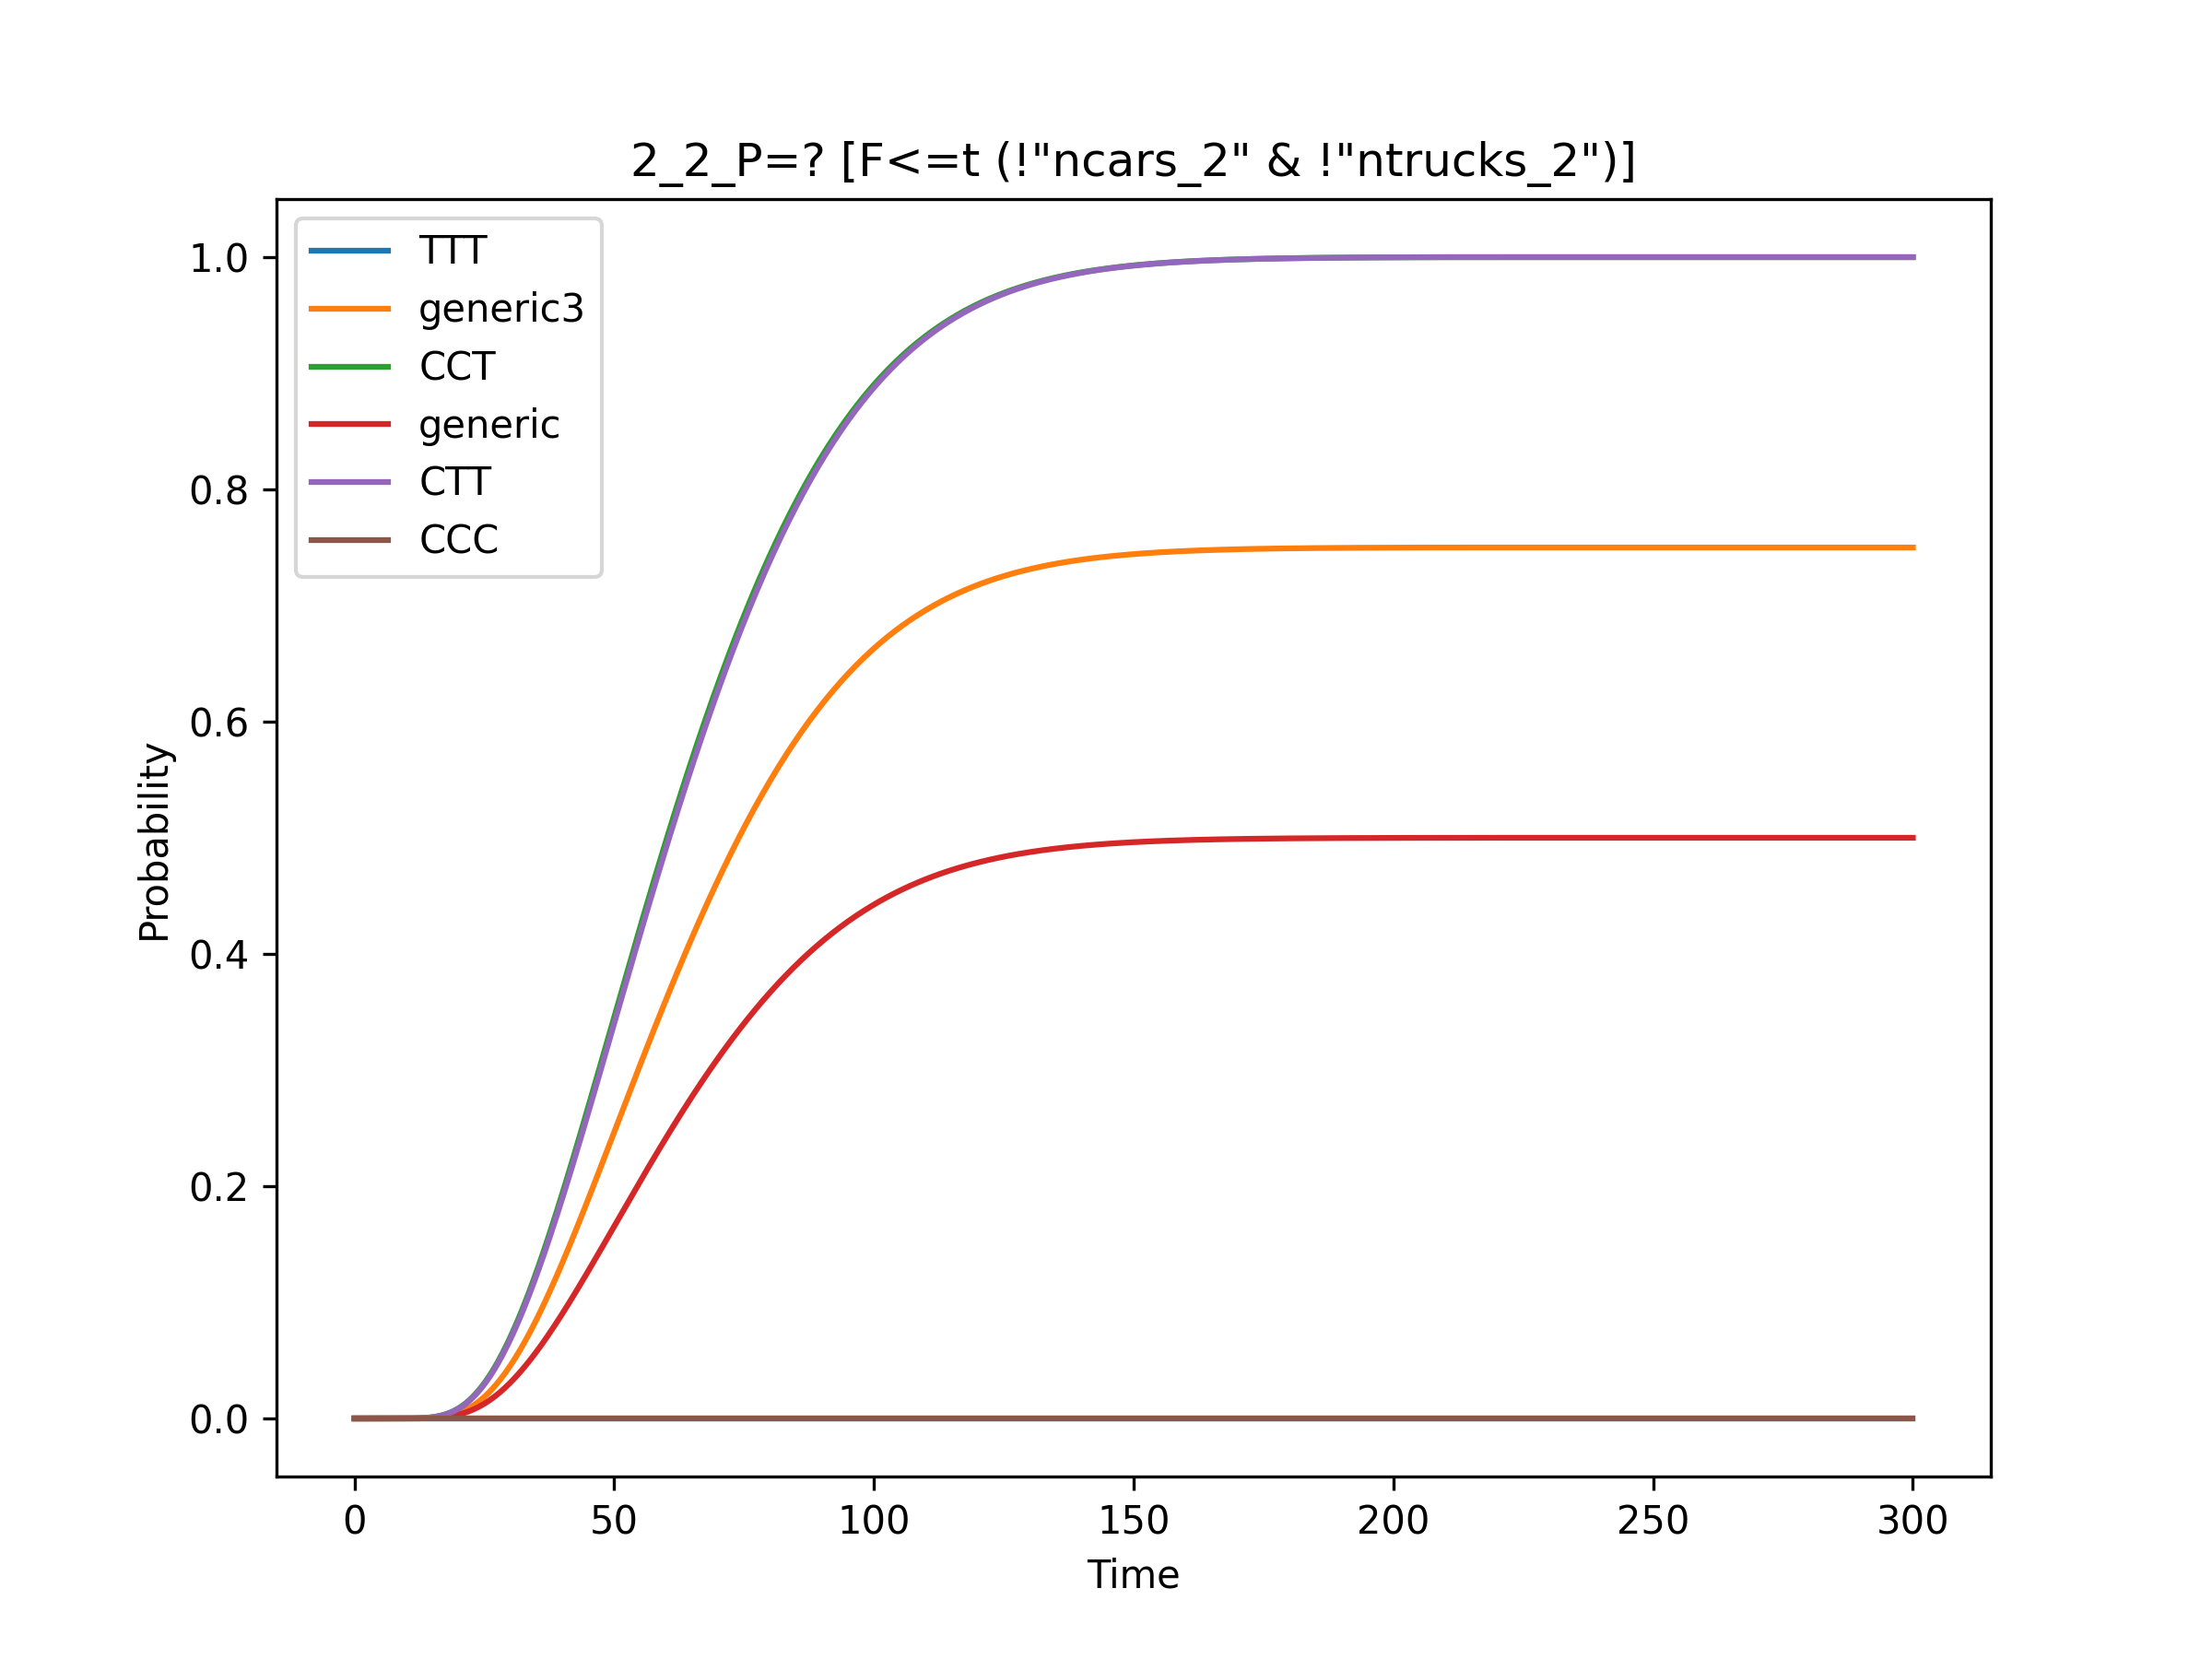 2_2_P=? [F<=t (!"ncars_2" & !"ntrucks_2")]
TTT
generic3
CCT
generic
CTT
CCC
1.0
0.8
0.6
0.4
0.2
0.0
Probability
0 50 100 150 200 250 300
Time